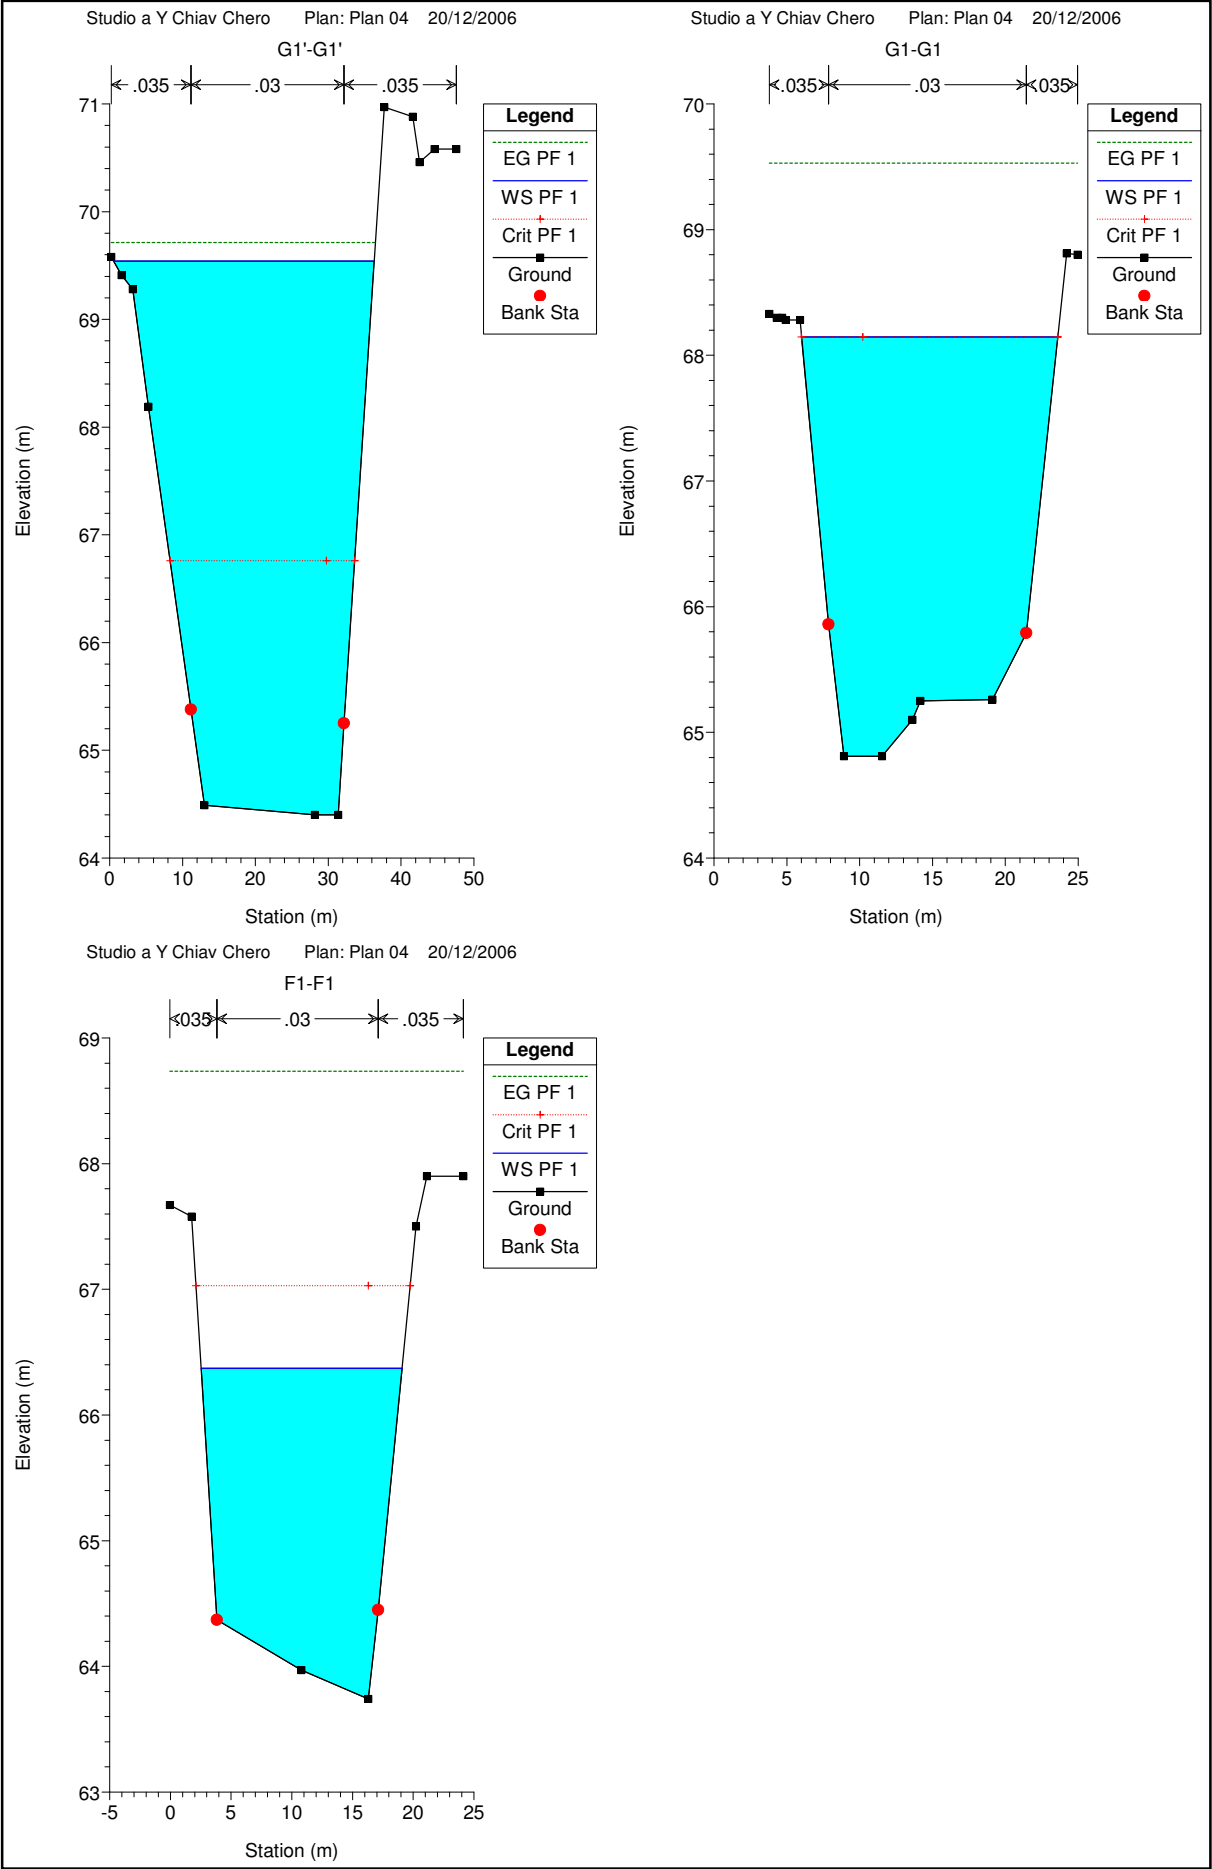 Studio a Y Chiav Chero Plan: Plan 04 20/12/2006
G1'-G1'
.035 .03 .035
71
70
69
68
67
66
65
64
0 10 20 30 40 50
Elevation (m)
Station (m)
Legend
EG PF 1
WS PF 1
Crit PF 1
Ground
Bank Sta
Studio a Y Chiav Chero Plan: Plan 04 20/12/2006
G1-G1
.035 .03 .035
70
69
68
67
66
65
64
0 5 10 15 20 25
Elevation (m)
Station (m)
Legend
EG PF 1
WS PF 1
Crit PF 1
Ground
Bank Sta
Studio a Y Chiav Chero Plan: Plan 04 20/12/2006
F1-F1
.035 .03 .035
69
68
67
66
65
64
63
-5 0 5 10 15 20 25
Elevation (m)
Station (m)
Legend
EG PF 1
Crit PF 1
WS PF 1
Ground
Bank Sta